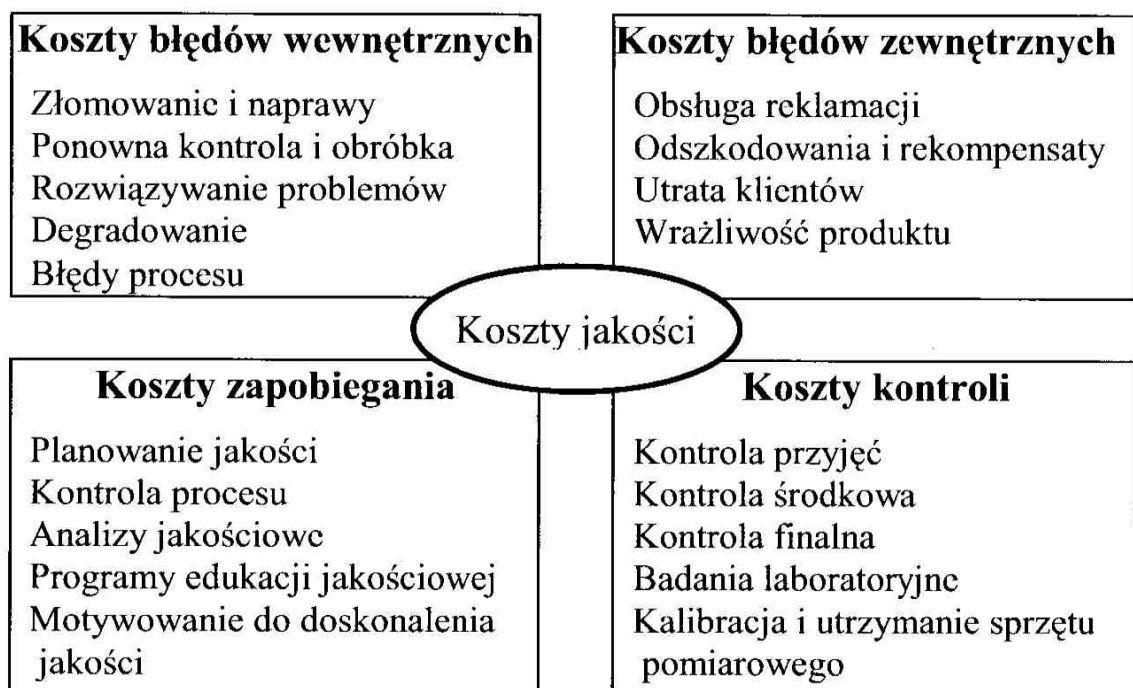 Koszty błędów wewnętrznych
Złomowanie i naprawy
Ponowna kontrola i obróbka
Rozwiązywanie problemów
Degradowanie
Błędy procesu
Koszty błędów zewnętrznych
Obsługa reklamacji
Odszkodowania i rekompensaty
Utrata klientów
Wrażliwość produktu
Koszty jakości
Koszty zapobiegania
Planowanie jakości
Kontrola procesu
Analizy jakościowe
Programy edukacji jakościowej
Motywowanie do doskonalenia
jakości
Koszty kontroli
Kontrola przyjęć
Kontrola środkowa
Kontrola finalna
Badania laboratoryjne
Kalibracja i utrzymanie sprzętu
pomiarowego